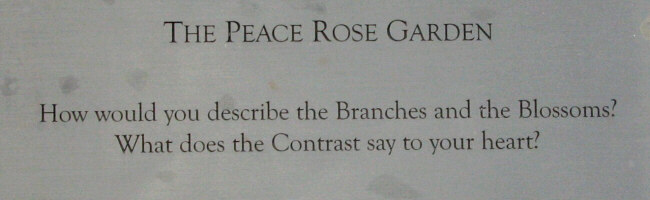 THE PEACE ROSE GARDEN
How would you describe the Branches and the Blossoms?
What does the Contrast say to your heart?